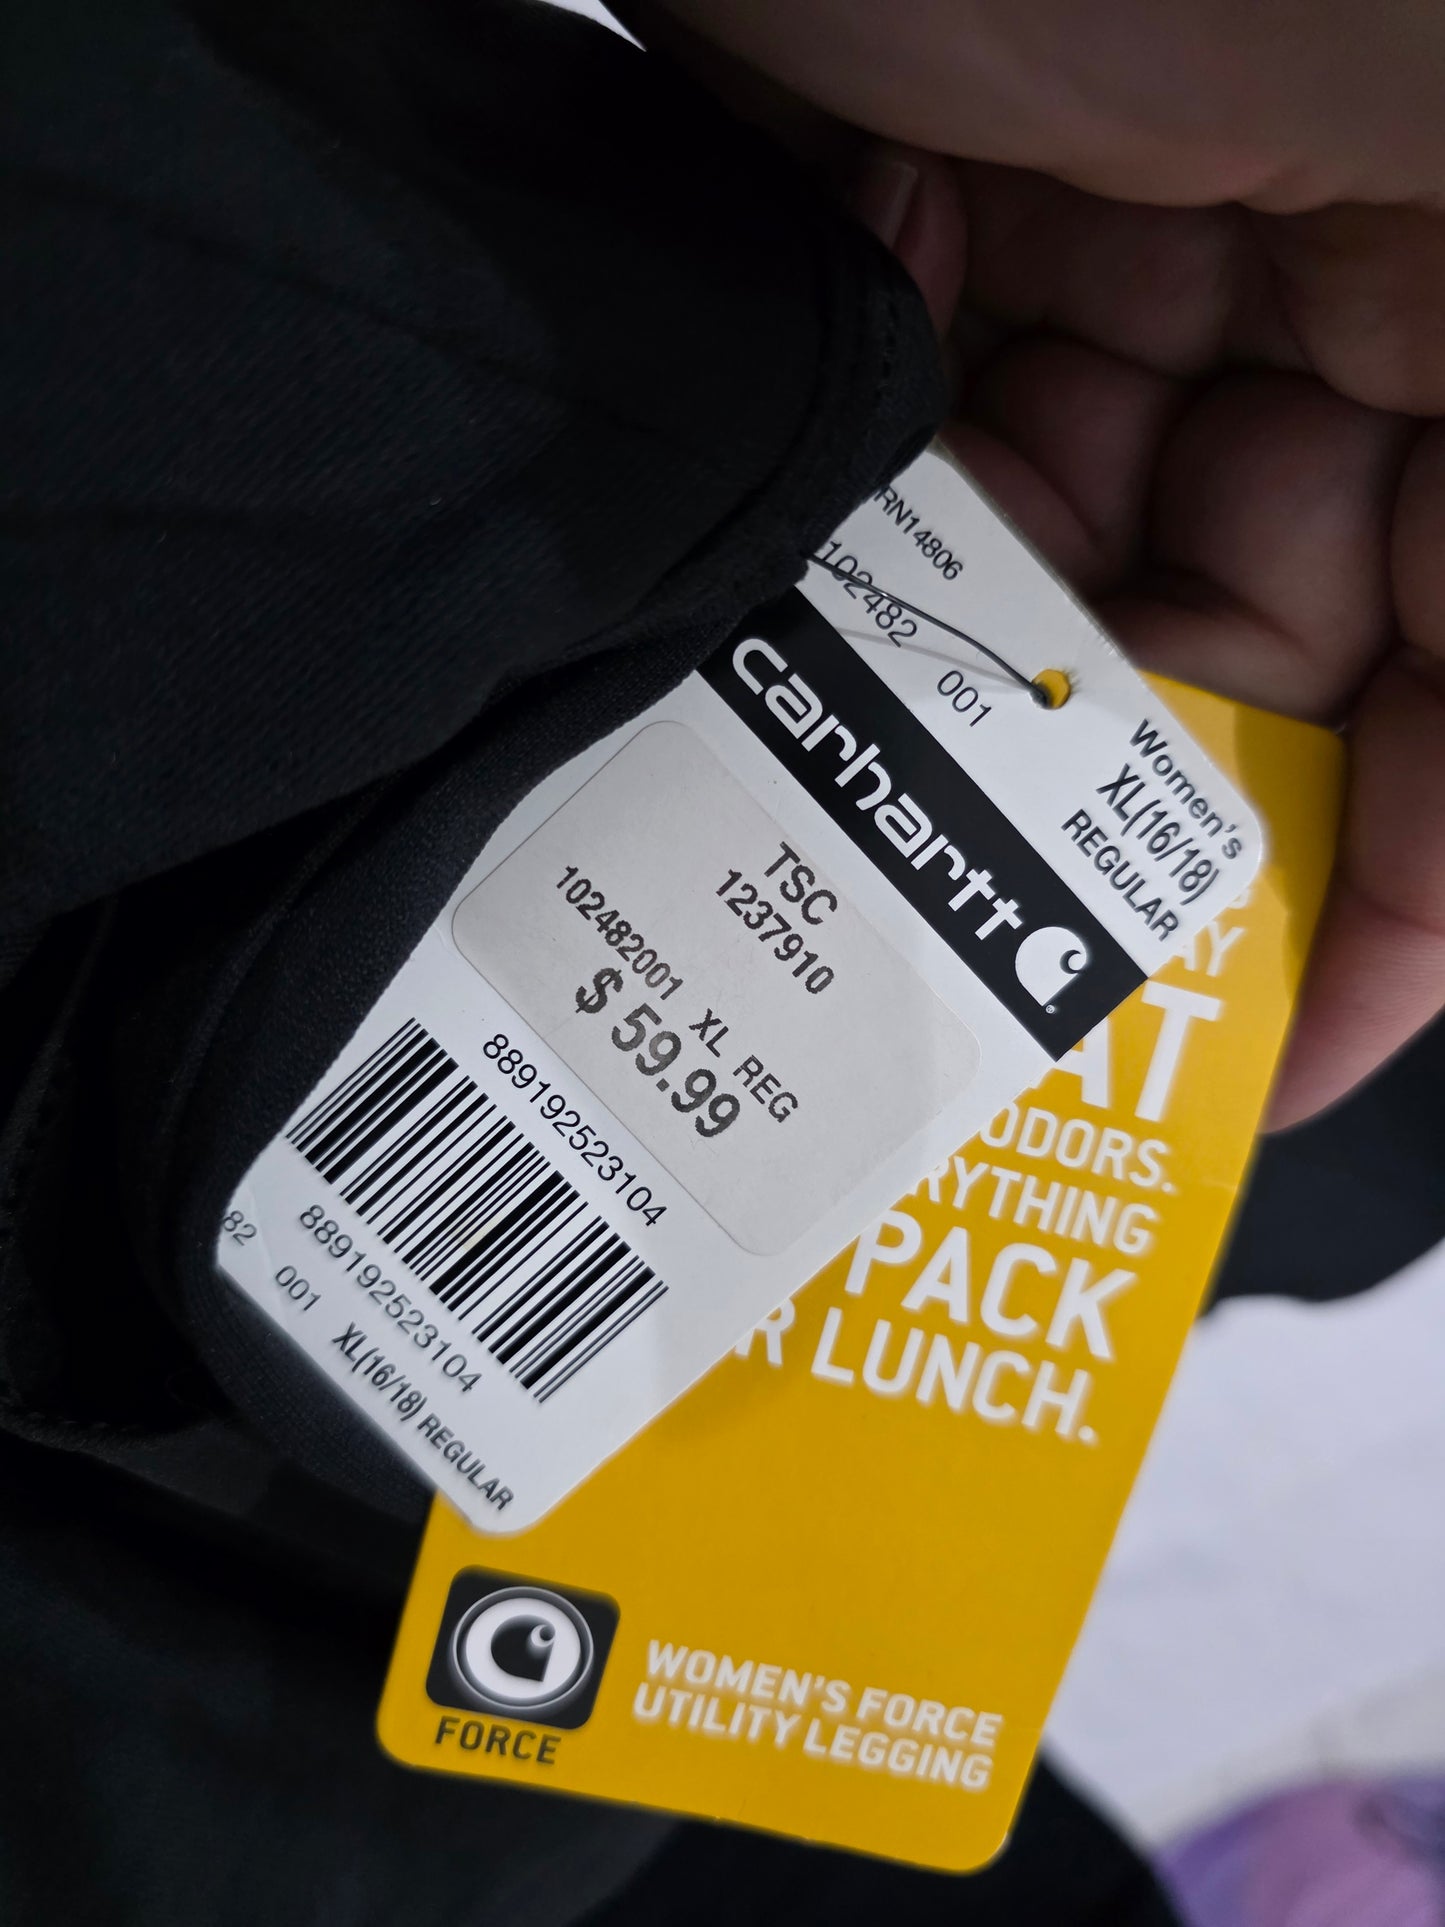 RN14806
102482
001
Women's
XL(16/18)
REGULAR
carhartt
TSC
1237910
102482001 XL REG
$ 59.99
889192523104
889192523104
82
001
XL(16/18) REGULAR
AT
ODORS.
PACK
LUNCH.
FORCE
WOMEN'S FORCE
UTILITY LEGGING